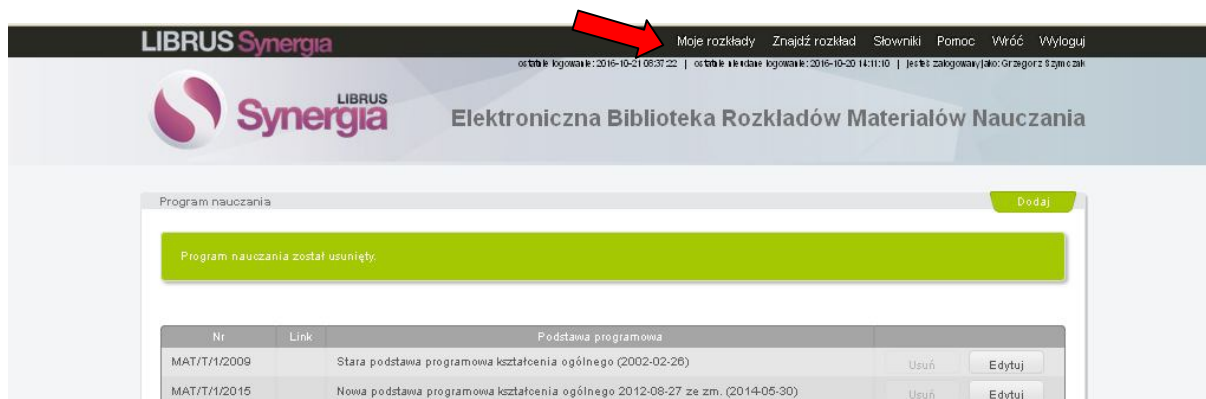 LIBRUS Synergia
Moje rozkłady Znajdź rozkład Słowniki Pomoc Wróć Wyloguj
ostatnie logowanie: 2016-10-21 08:37:22 | ostatnie nieudane logowanie: 2016-10-20 14:11:10 | jesteś zalogowany jako: Grzegorz Szymczak
LIBRUS
Synergia
Elektroniczna Biblioteka Rozkładów Materiałów Nauczania
Program nauczania
Dodaj
Program nauczania został usunięty.
Nr Link Podstawa programowa
MAT/T/1/2009 Stara podstawa programowa kształcenia ogólnego (2002-02-26) Usuń Edytuj
MAT/T/1/2015 Nowa podstawa programowa kształcenia ogólnego 2012-08-27 ze zm. (2014-05-30) Usuń Edytuj